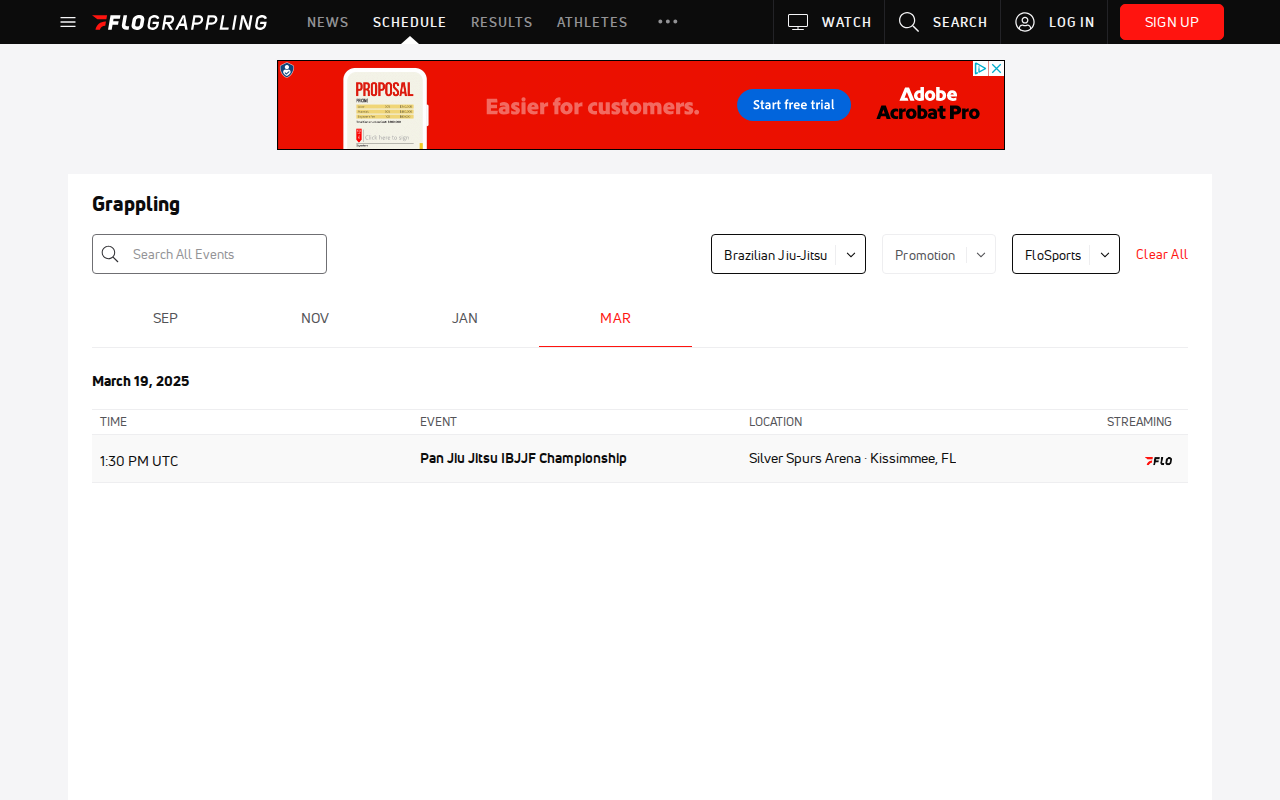 FLOGRAPPLING NEWS SCHEDULE RESULTS ATHLETES WATCH SEARCH LOG IN SIGN UP
PROPOSAL
PRICING
Click here to sign
Easier for customers.
Start free trial
Adobe
Acrobat Pro
Grappling
Search All Events
Brazilian Jiu-Jitsu
Promotion
FloSports
Clear All
SEP NOV JAN MAR
March 19, 2025
TIME EVENT LOCATION STREAMING
1:30 PM UTC Pan Jiu Jitsu IBJJF Championship Silver Spurs Arena · Kissimmee, FL FLO